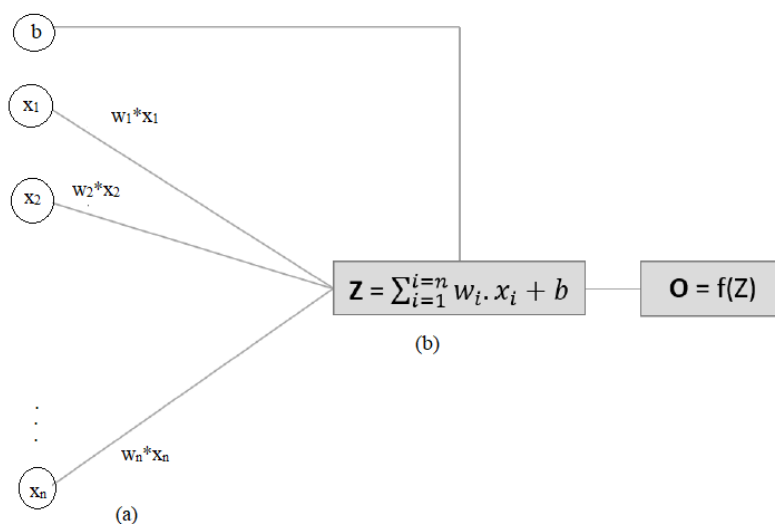 b
x₁
w₁*x₁
x₂
w₂*x₂
Z = ∑ᵢ₌₁ⁱ⁼ⁿ wᵢ. xᵢ + b
O = f(Z)
(b)
.
.
.
wₙ*xₙ
xₙ
(a)